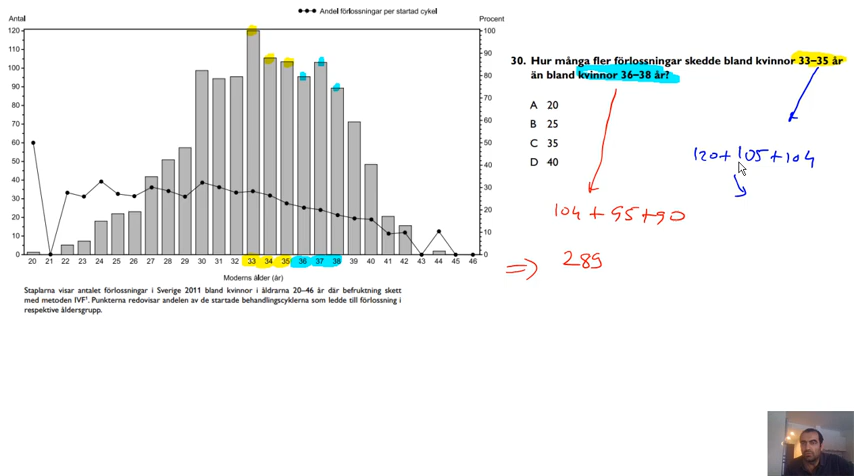 Andel förlossningar per startad cykel
Antal
Procent
120
110
100
90
80
70
60
50
40
30
20
10
0
100
90
80
70
60
50
40
30
20
10
0
20 21 22 23 24 25 26 27 28 29 30 31 32 33 34 35 36 37 38 39 40 41 42 43 44 45 46
Moderns ålder (år)
Staplarna visar antalet förlossningar i Sverige 2011 bland kvinnor i åldrarna 20–46 år där befruktning skett
med metoden IVF¹. Punkterna redovisar andelen av de startade behandlingscyklerna som ledde till förlossning i
respektive åldersgrupp.
30. Hur många fler förlossningar skedde bland kvinnor 33–35 år
än bland kvinnor 36–38 år?
A 20
B 25
C 35
D 40
120 + 105 + 104
104 + 95 + 90
⇒ 289